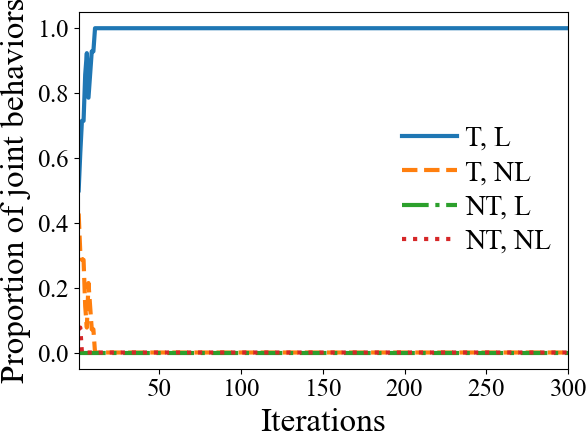 Proportion of joint behaviors
1.0
0.8
0.6
0.4
0.2
0.0
T, L
T, NL
NT, L
NT, NL
50 100 150 200 250 300
Iterations